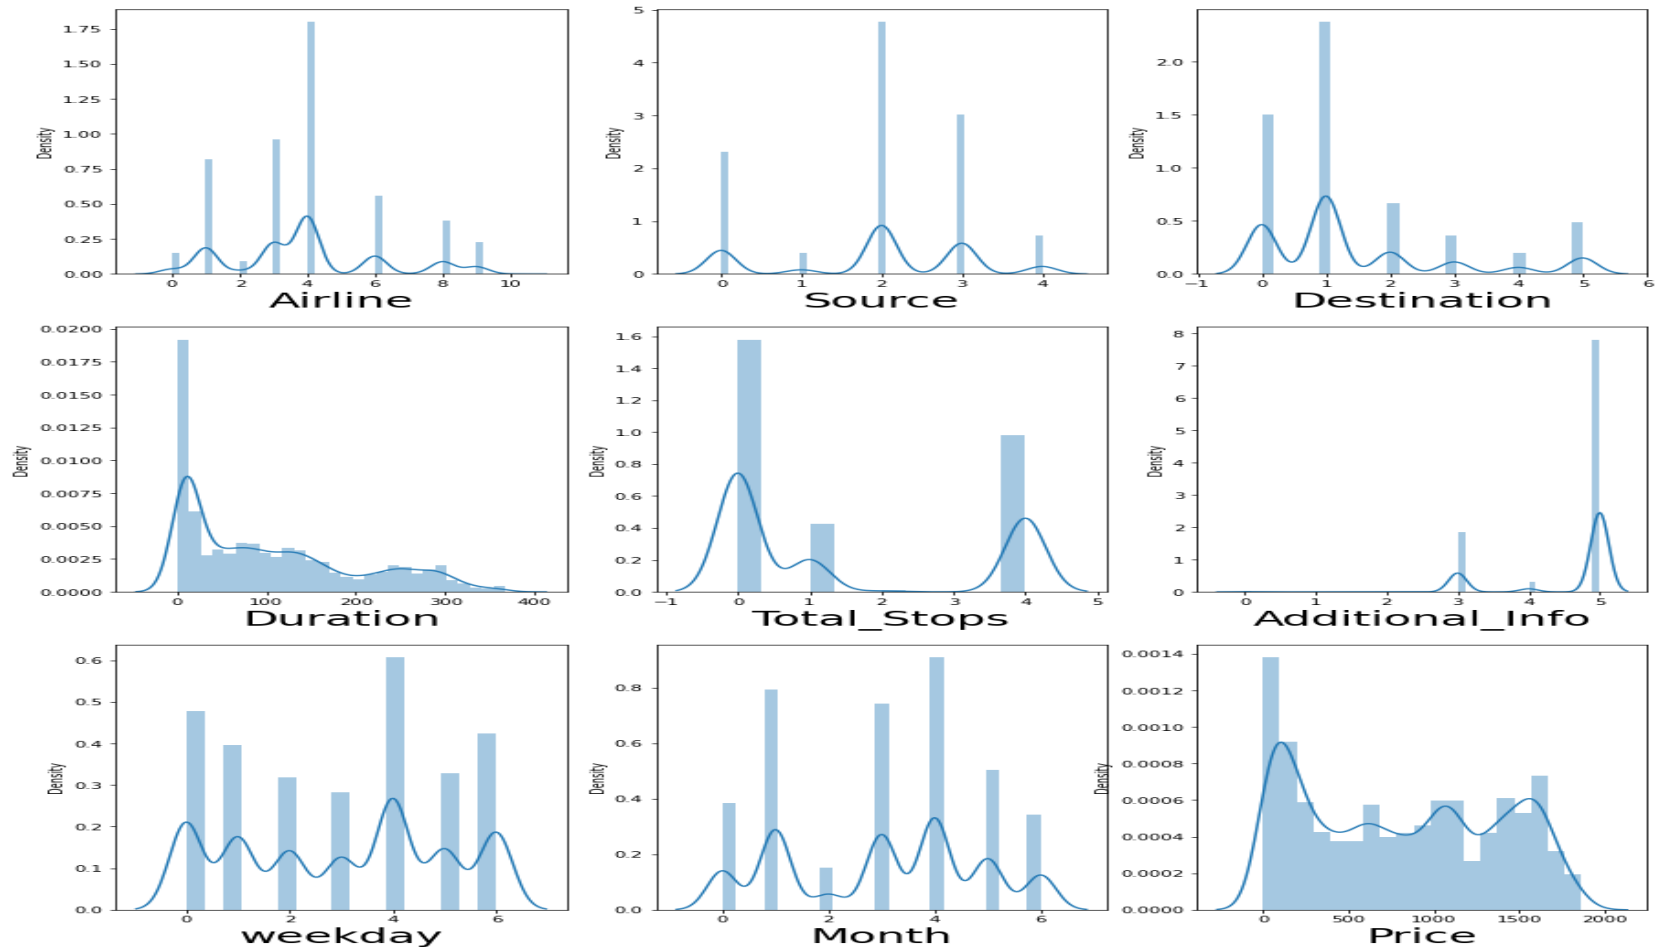 1.75
1.50
1.25
1.00
0.75
0.50
0.25
0.00
Density
0 2 4 6 8 10
Airline
5
4
3
2
1
0
Density
0 1 2 3 4
Source
2.0
1.5
1.0
0.5
0.0
Density
−1 0 1 2 3 4 5 6
Destination
0.0200
0.0175
0.0150
0.0125
0.0100
0.0075
0.0050
0.0025
0.0000
Density
0 100 200 300 400
Duration
1.6
1.4
1.2
1.0
0.8
0.6
0.4
0.2
0.0
Density
−1 0 1 2 3 4 5
Total_Stops
8
7
6
5
4
3
2
1
0
Density
0 1 2 3 4 5
Additional_Info
0.6
0.5
0.4
0.3
0.2
0.1
0.0
Density
0 2 4 6
weekday
0.8
0.6
0.4
0.2
0.0
Density
0 2 4 6
Month
0.0014
0.0012
0.0010
0.0008
0.0006
0.0004
0.0002
0.0000
Density
0 500 1000 1500 2000
Price